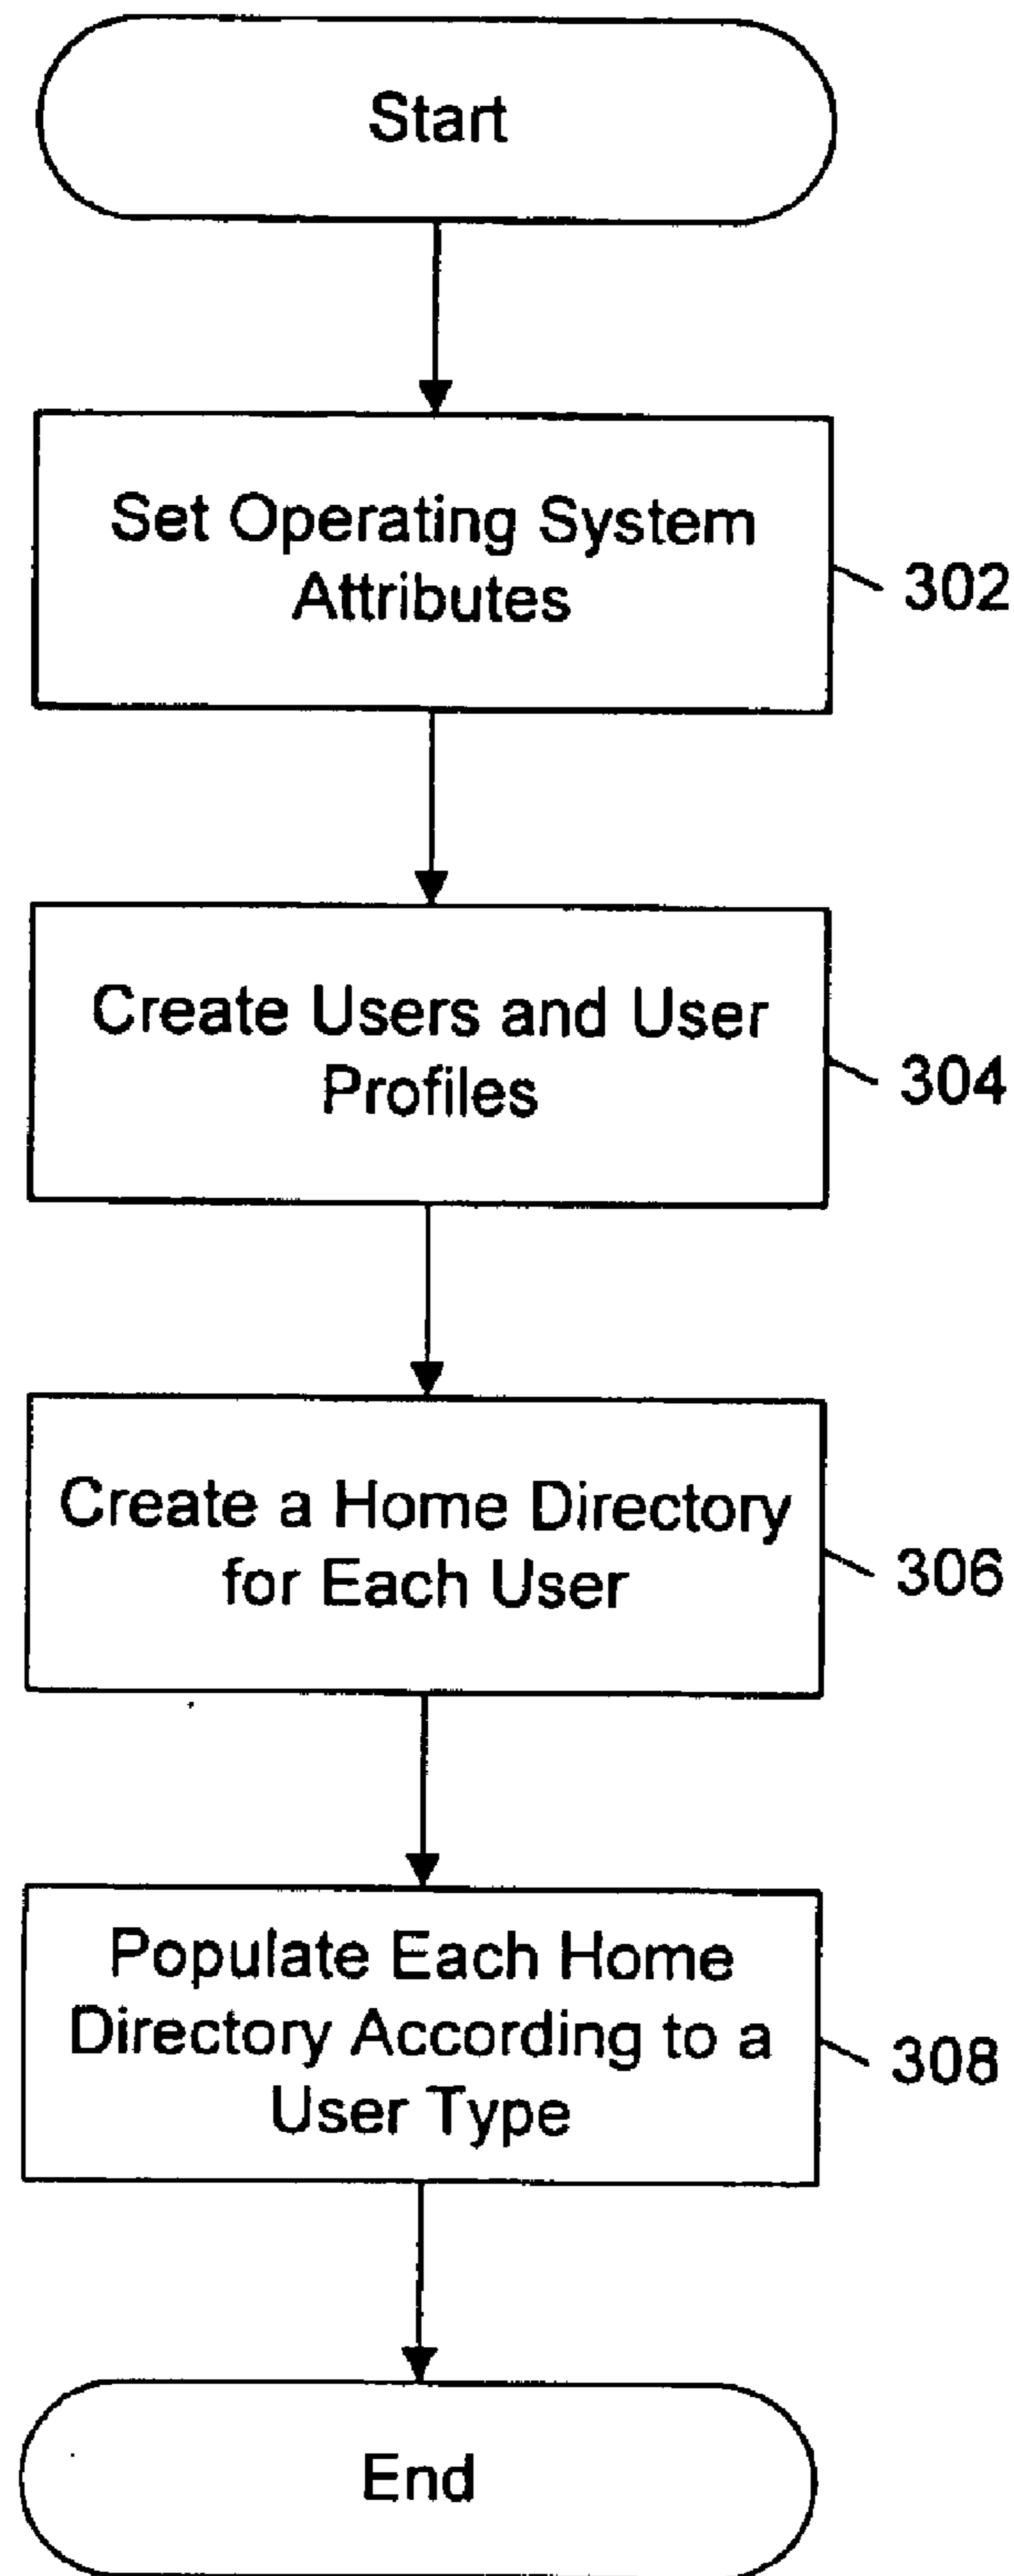 Start
Set Operating System
Attributes
302
Create Users and User
Profiles
304
Create a Home Directory
for Each User
306
Populate Each Home
Directory According to a
User Type
308
End